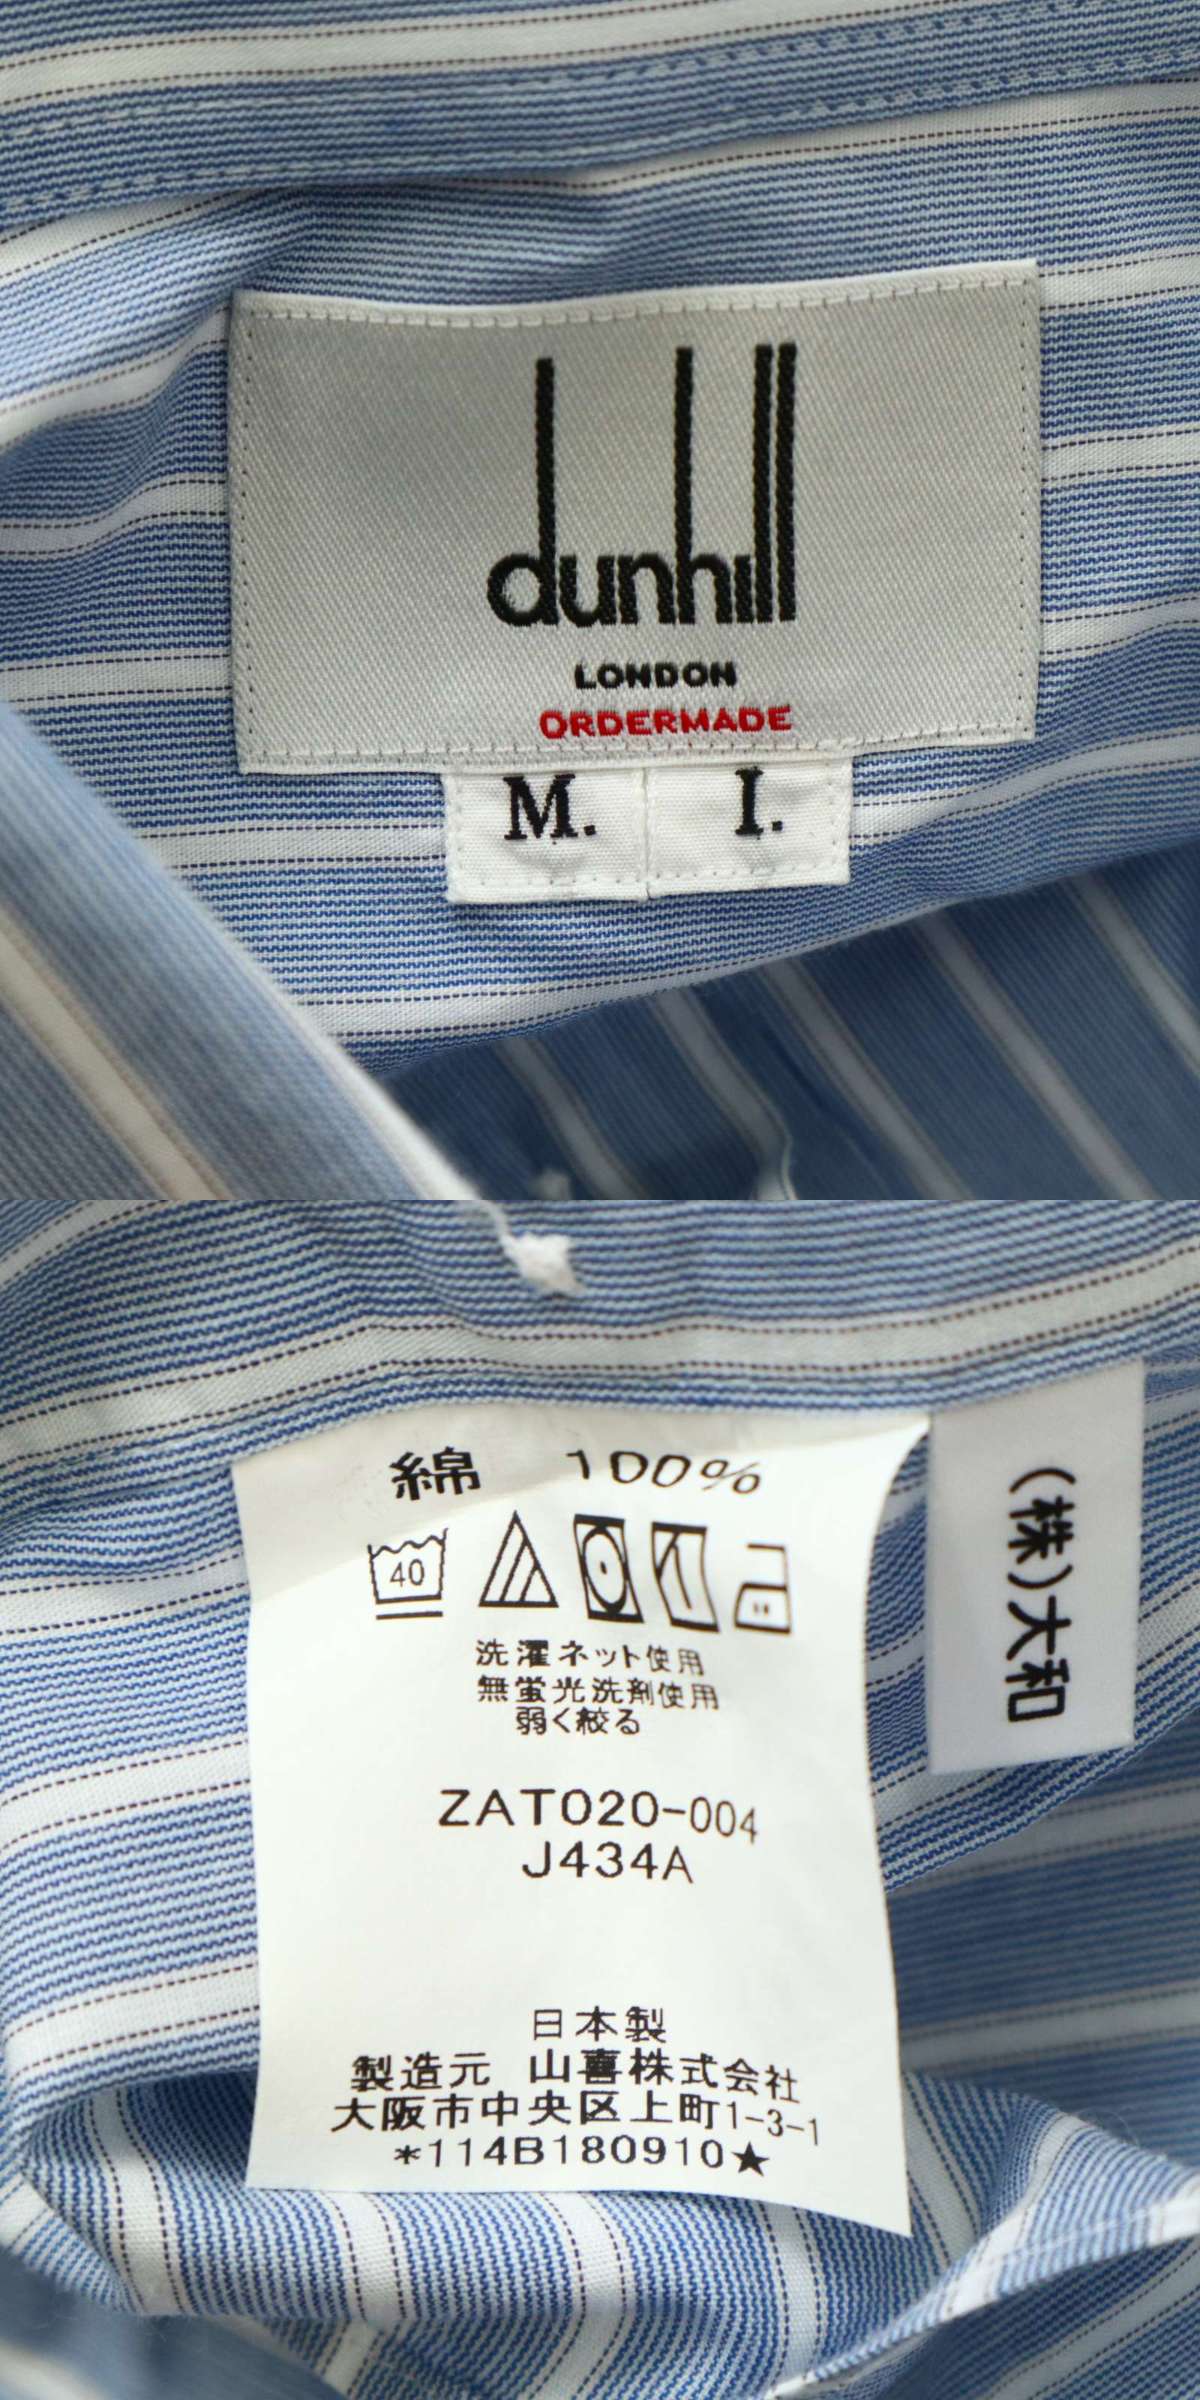 dunhill
LONDON
ORDERMADE
M. I.
綿 100%
40
洗濯ネット使用
無蛍光洗剤使用
弱く絞る
ZAT020-004
J434A
日本製
製造元 山喜株式会社
大阪市中央区上町1-3-1
*114B180910★
(株)大和